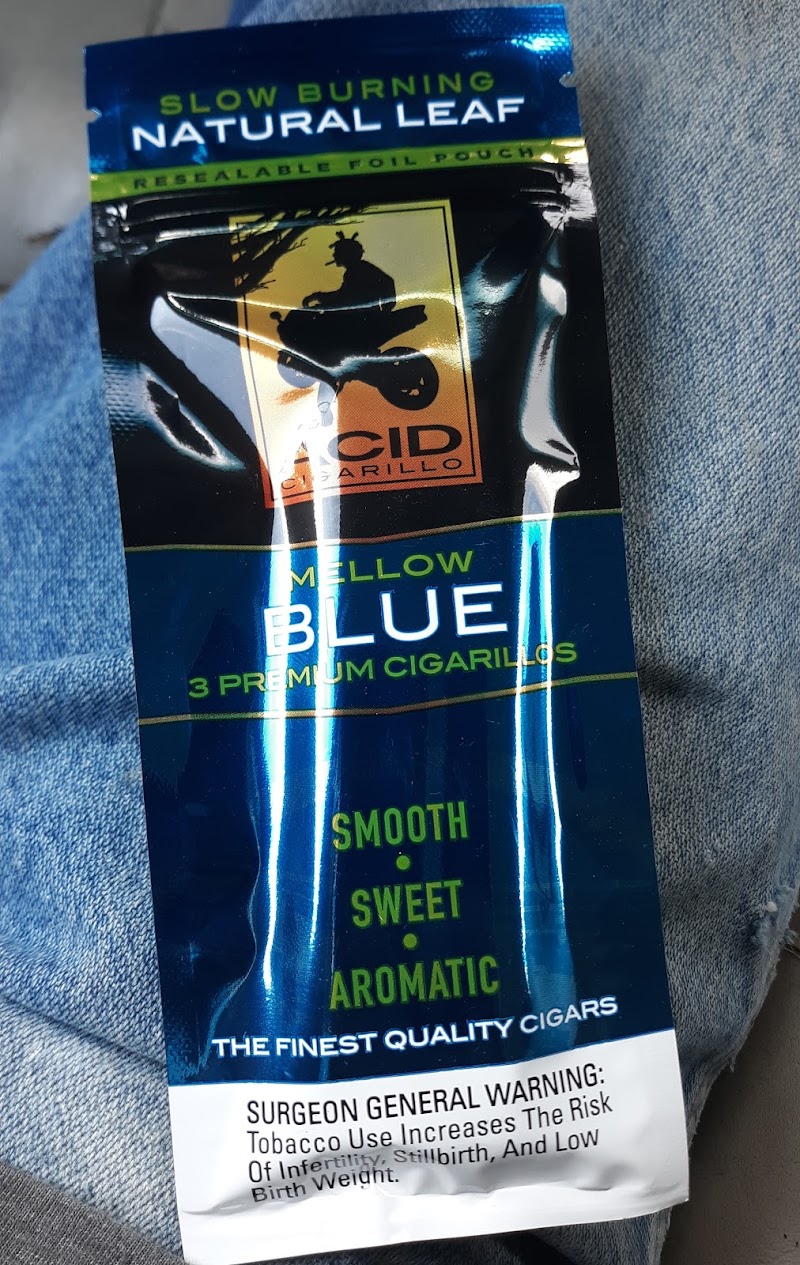 SLOW BURNING
NATURAL LEAF
RESEALABLE FOIL POUCH
ACID
CIGARILLO
MELLOW
BLUE
3 PREMIUM CIGARILLOS
SMOOTH
•
SWEET
•
AROMATIC
THE FINEST QUALITY CIGARS
SURGEON GENERAL WARNING:
Tobacco Use Increases The Risk
Of Infertility, Stillbirth, And Low
Birth Weight.